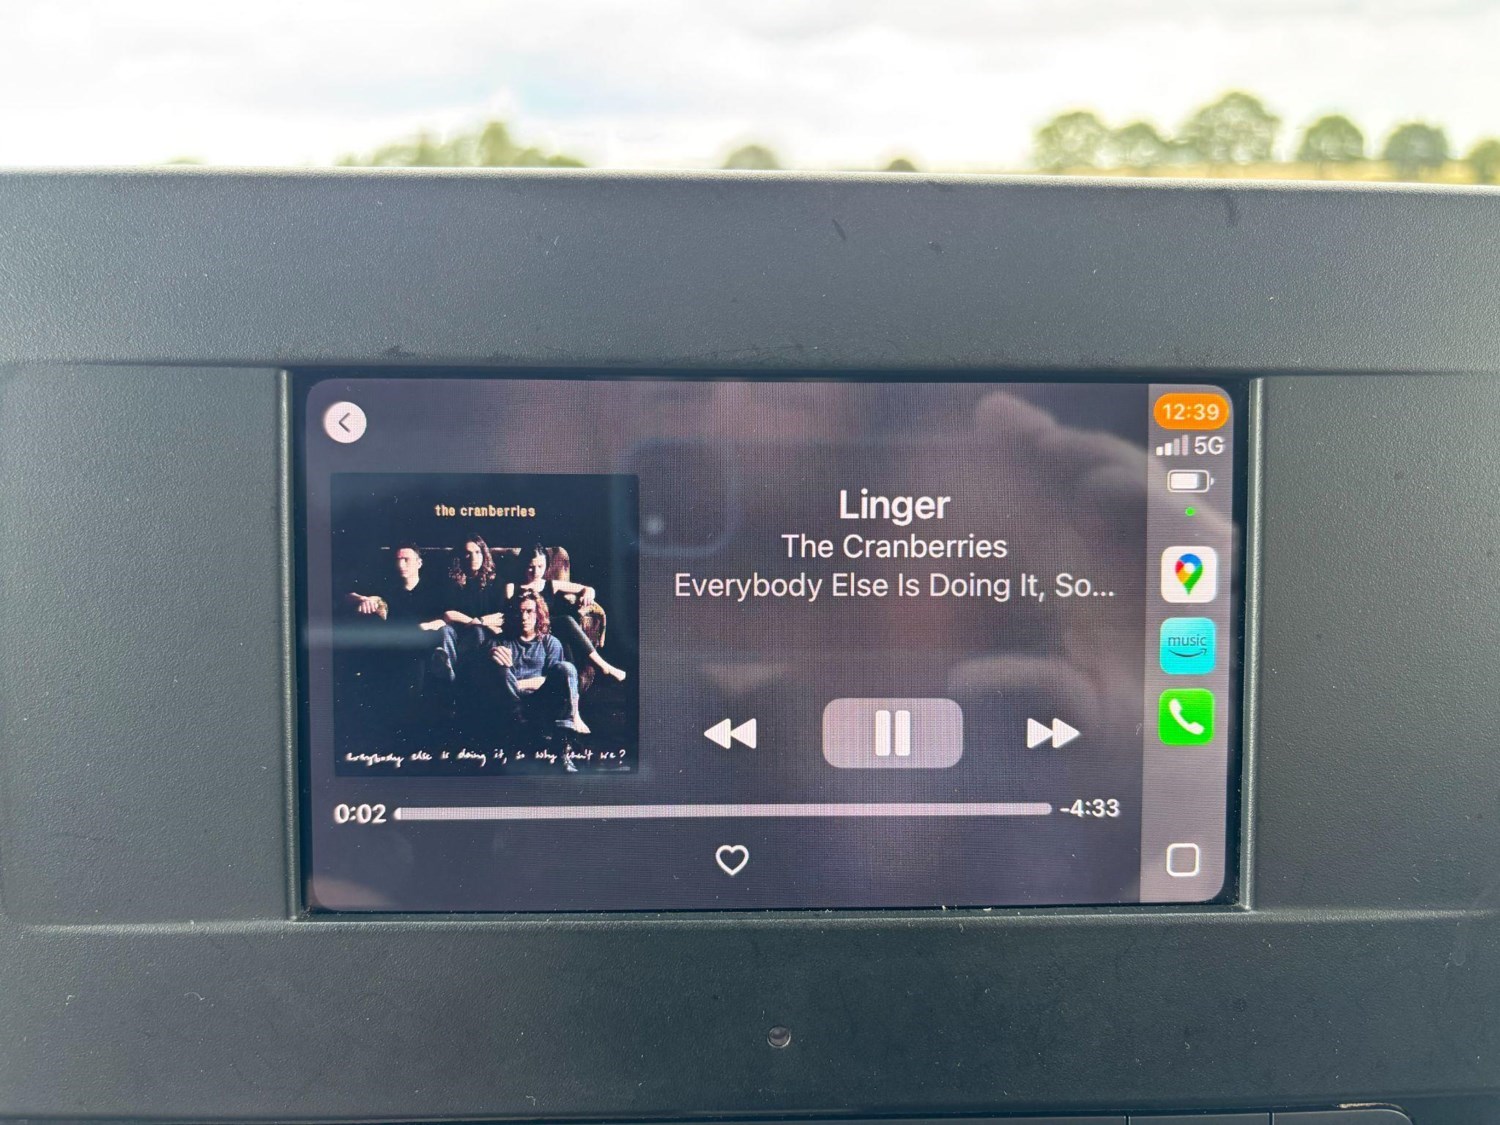 the cranberries
everybody else is doing it, so why can't we?
Linger
The Cranberries
Everybody Else Is Doing It, So...
0:02
-4:33
12:39
5G
music